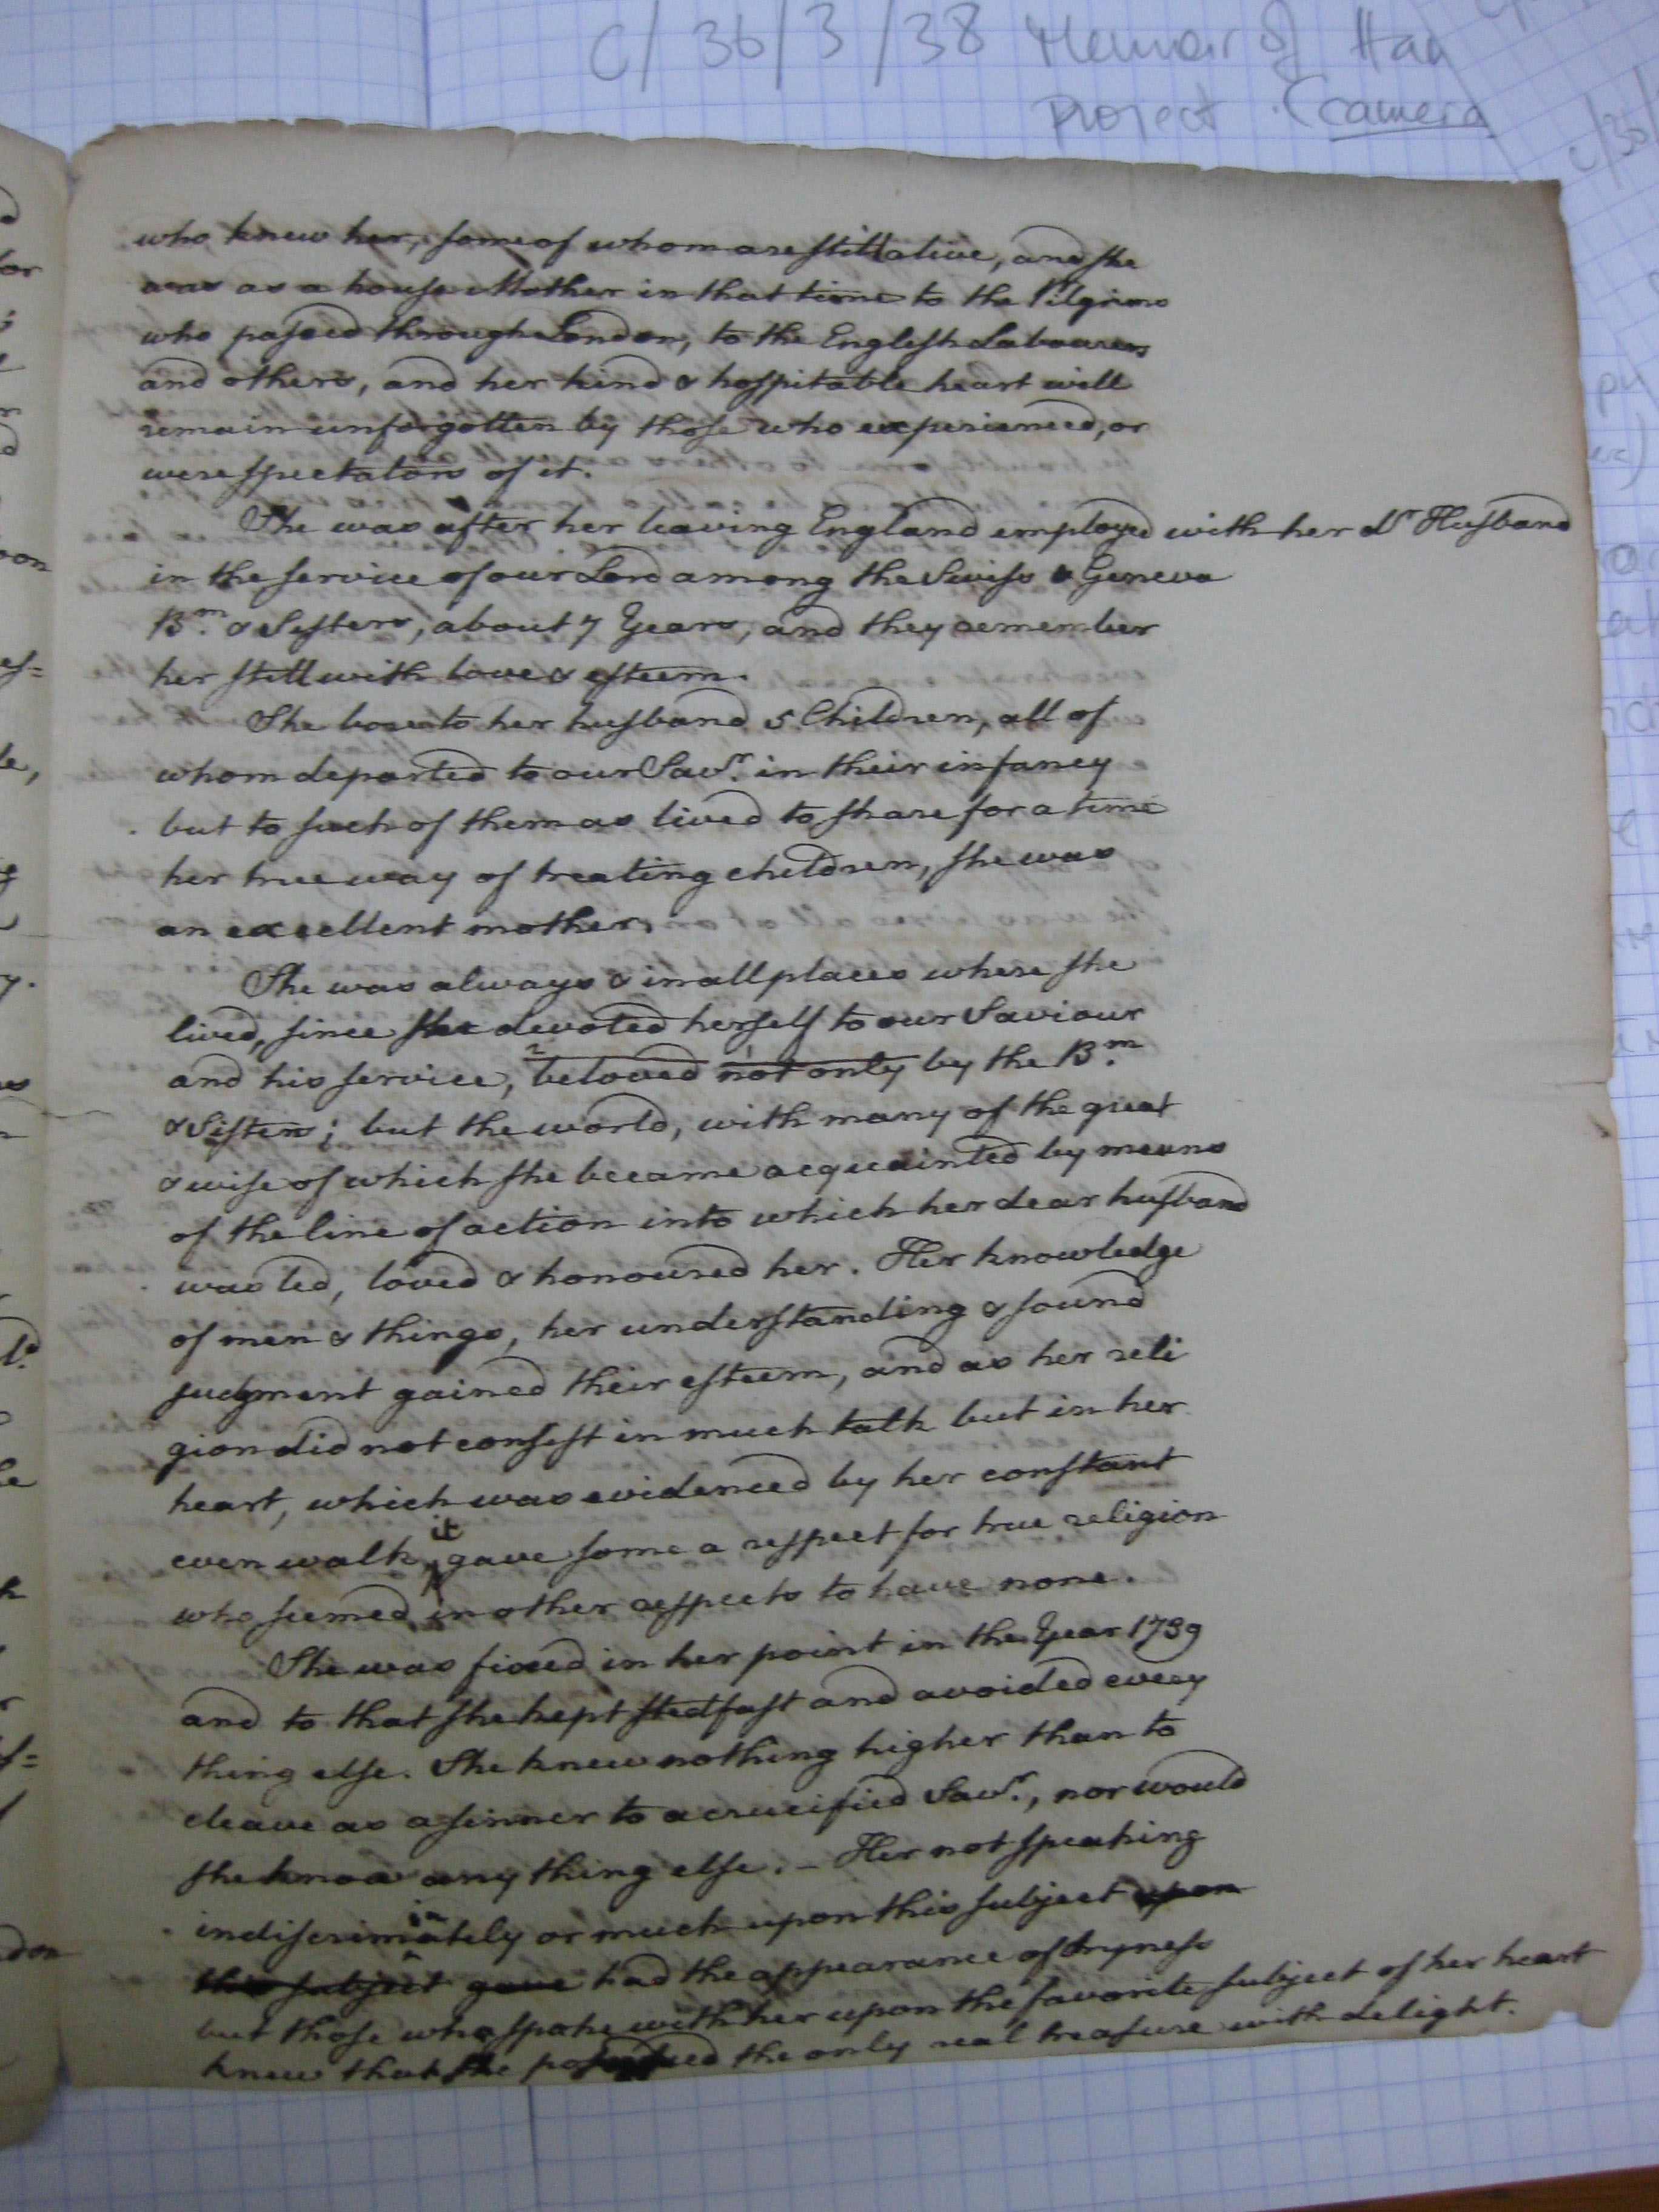 C/36/3/38 Memoir of Han
Project (camera
who knew her, some of whom are still alive, and she
was as a house Mother in that time to the Pilgrims
who passed through London, to the English Labourers
and others, and her kind & hospitable heart will
remain unforgotten by those who experienced, or
were spectators of it.
She was after her leaving England employed with her dr Husband
in the service of our Lord among the Swiss & Geneva
Brn. & Sisters, about 7 Years, and they remember
her still with love & esteem.
She bore to her husband 5 Children, all of
whom departed to our Savr. in their infancy
but to such of them as lived to share for a time
her true way of treating children, she was
an excellent mother.
She was always & in all places where she
lived, since she devoted herself to our Saviour
and his service, 2 beloved 1 not only by the Brn.
& Sisters; but the world, with many of the great
& wise of which she became acquainted by means
of the line of action into which her dear husband
was led, loved & honoured her. Her knowledge
of men & things, her understanding & sound
judgment gained their esteem, and as her reli
gion did not consist in much talk but in her
heart, which was evidenced by her constant
even walk, it gave some a respect for true religion
who seemed in other respects to have none.
She was fixed in her point in the Year 1739
and to that she kept stedfast and avoided every
thing else. She knew nothing higher than to
cleave as a sinner to a crucified Savr., nor would
she know any thing else. – Her not speaking
indiscriminately or much upon this subject upon
this subject gave had the appearance of dryness
but those who spoke with her upon the favorite subject of her heart
knew that she possessed the only real treasure with delight.